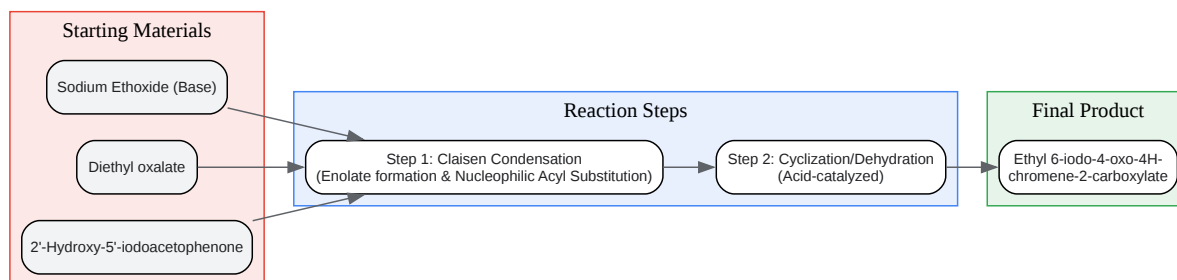 Starting Materials
Sodium Ethoxide (Base)
Diethyl oxalate
2'-Hydroxy-5'-iodoacetophenone
Reaction Steps
Step 1: Claisen Condensation
(Enolate formation & Nucleophilic Acyl Substitution)
Step 2: Cyclization/Dehydration
(Acid-catalyzed)
Final Product
Ethyl 6-iodo-4-oxo-4H-
chromene-2-carboxylate